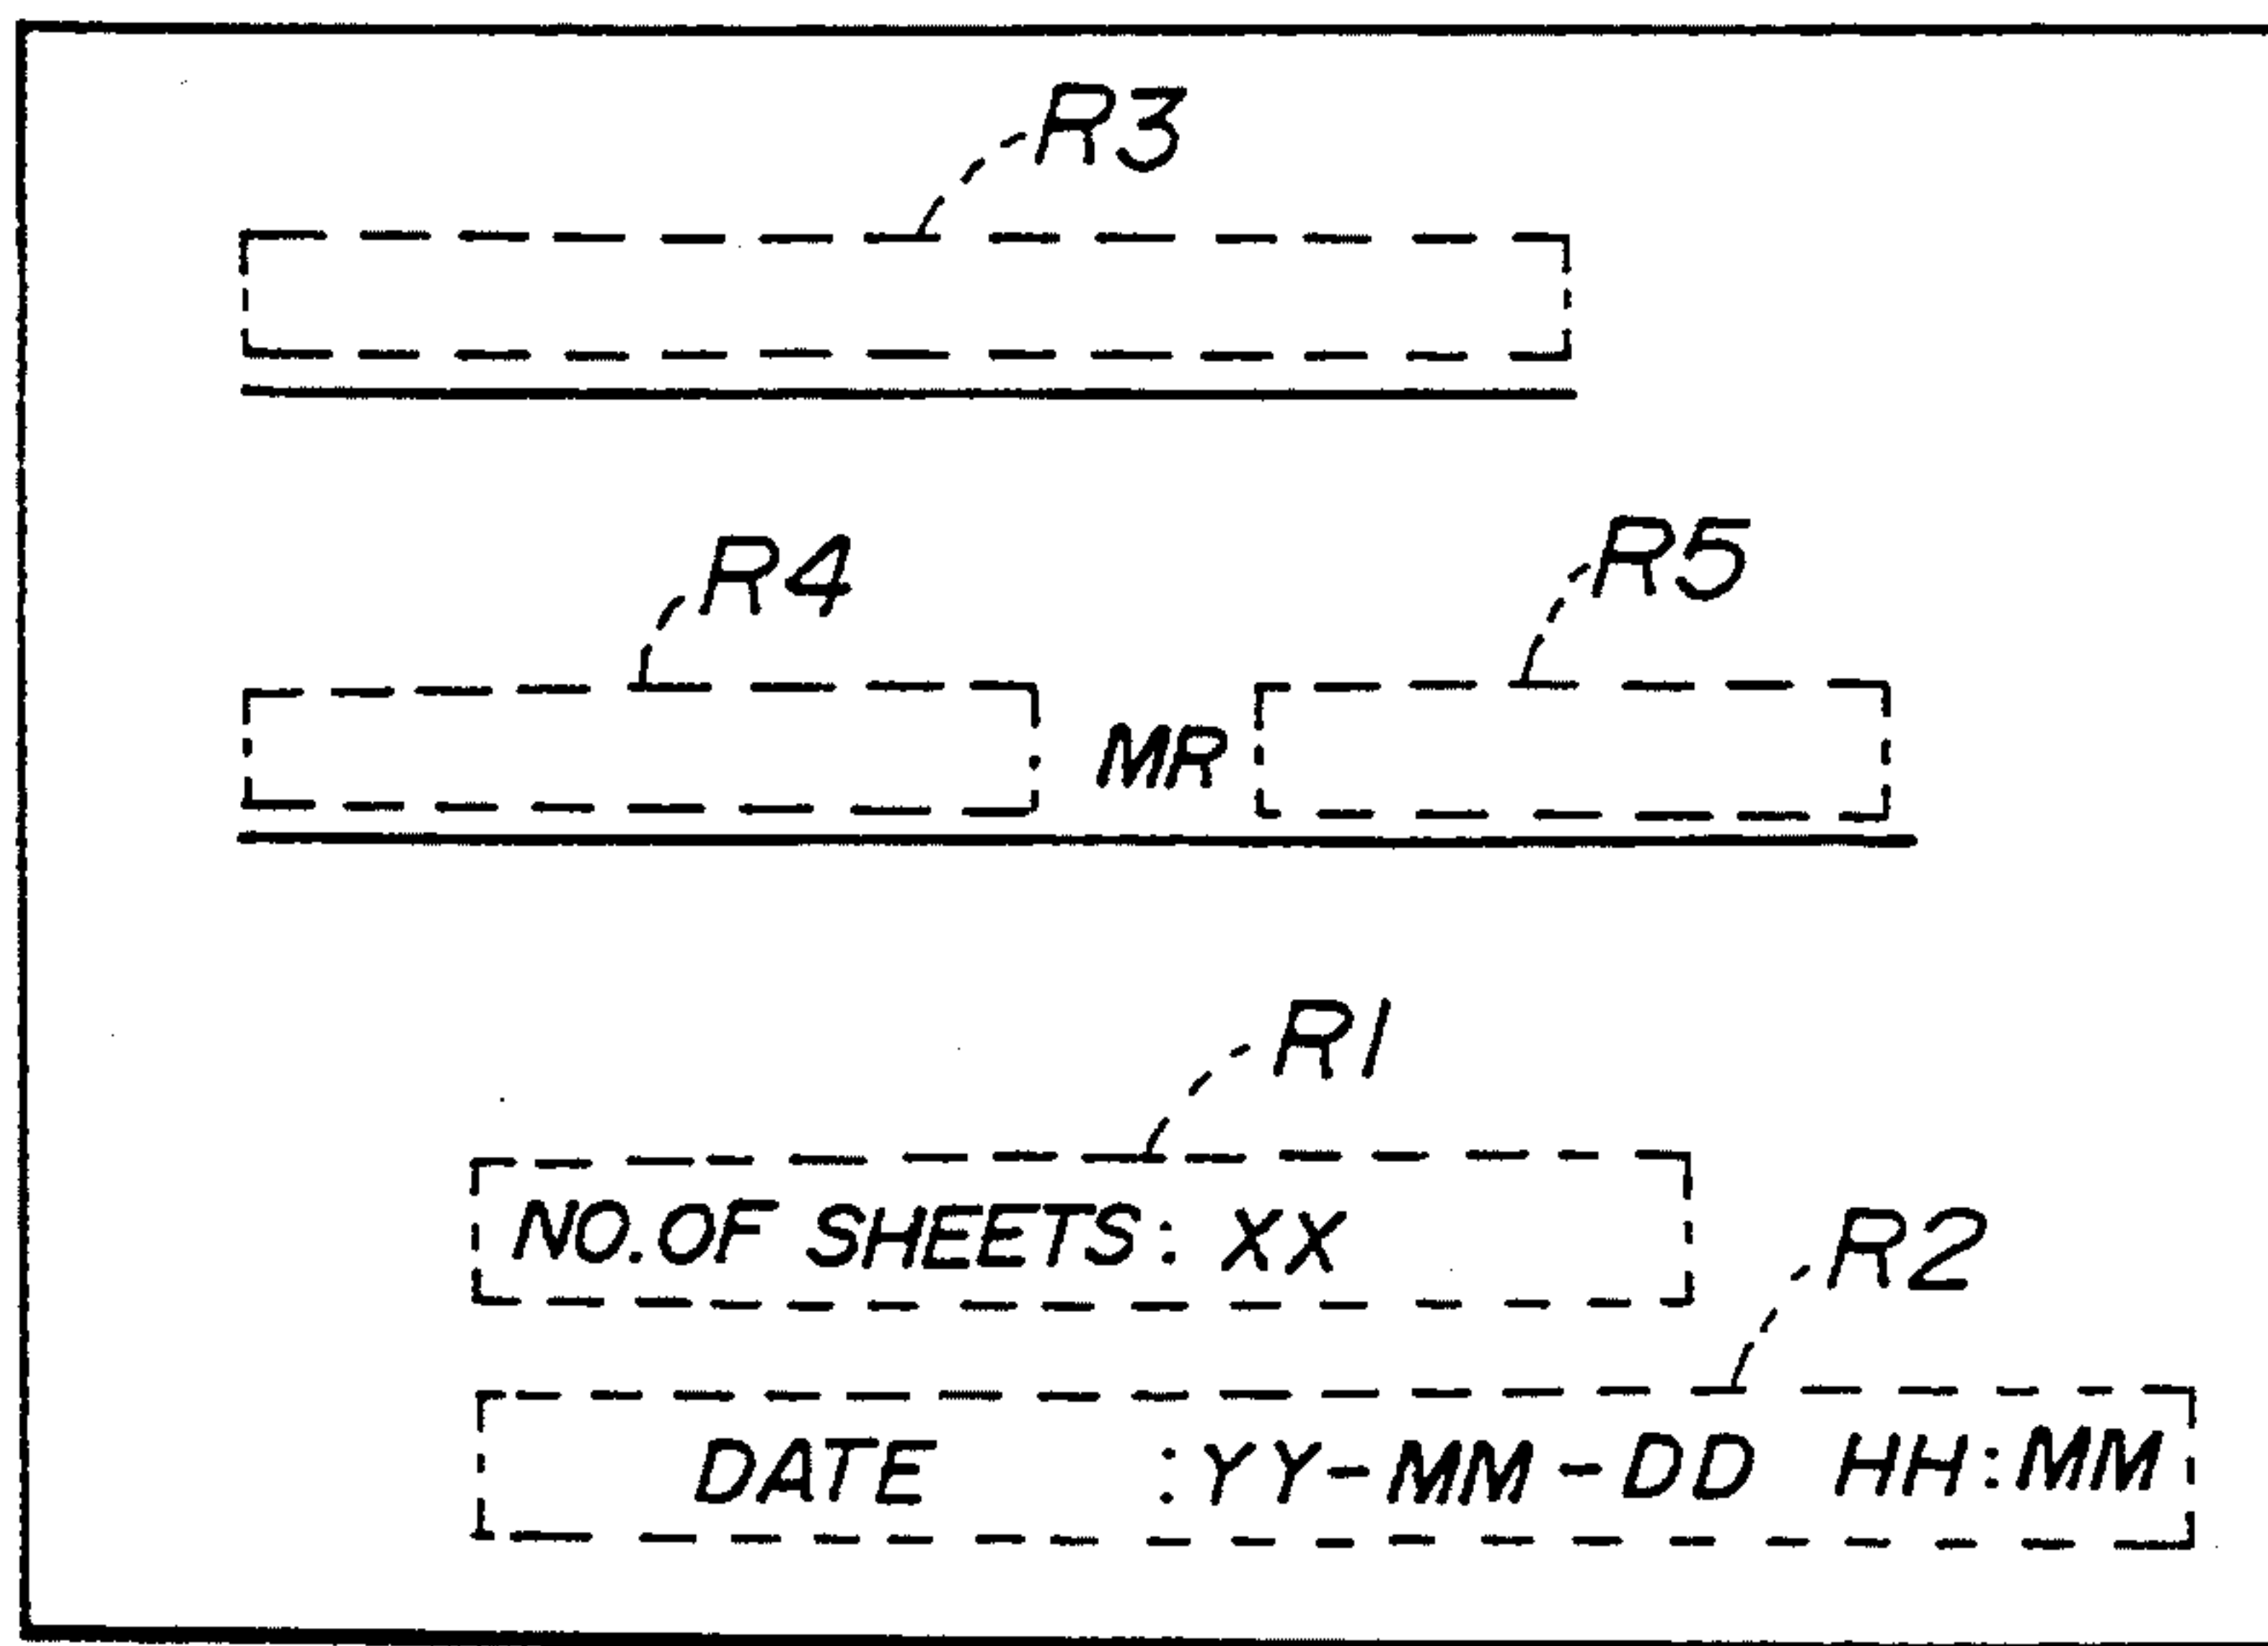 R3
R4 R5
MR
R1
NO.OF SHEETS: XX
R2
DATE :YY-MM-DD HH:MM